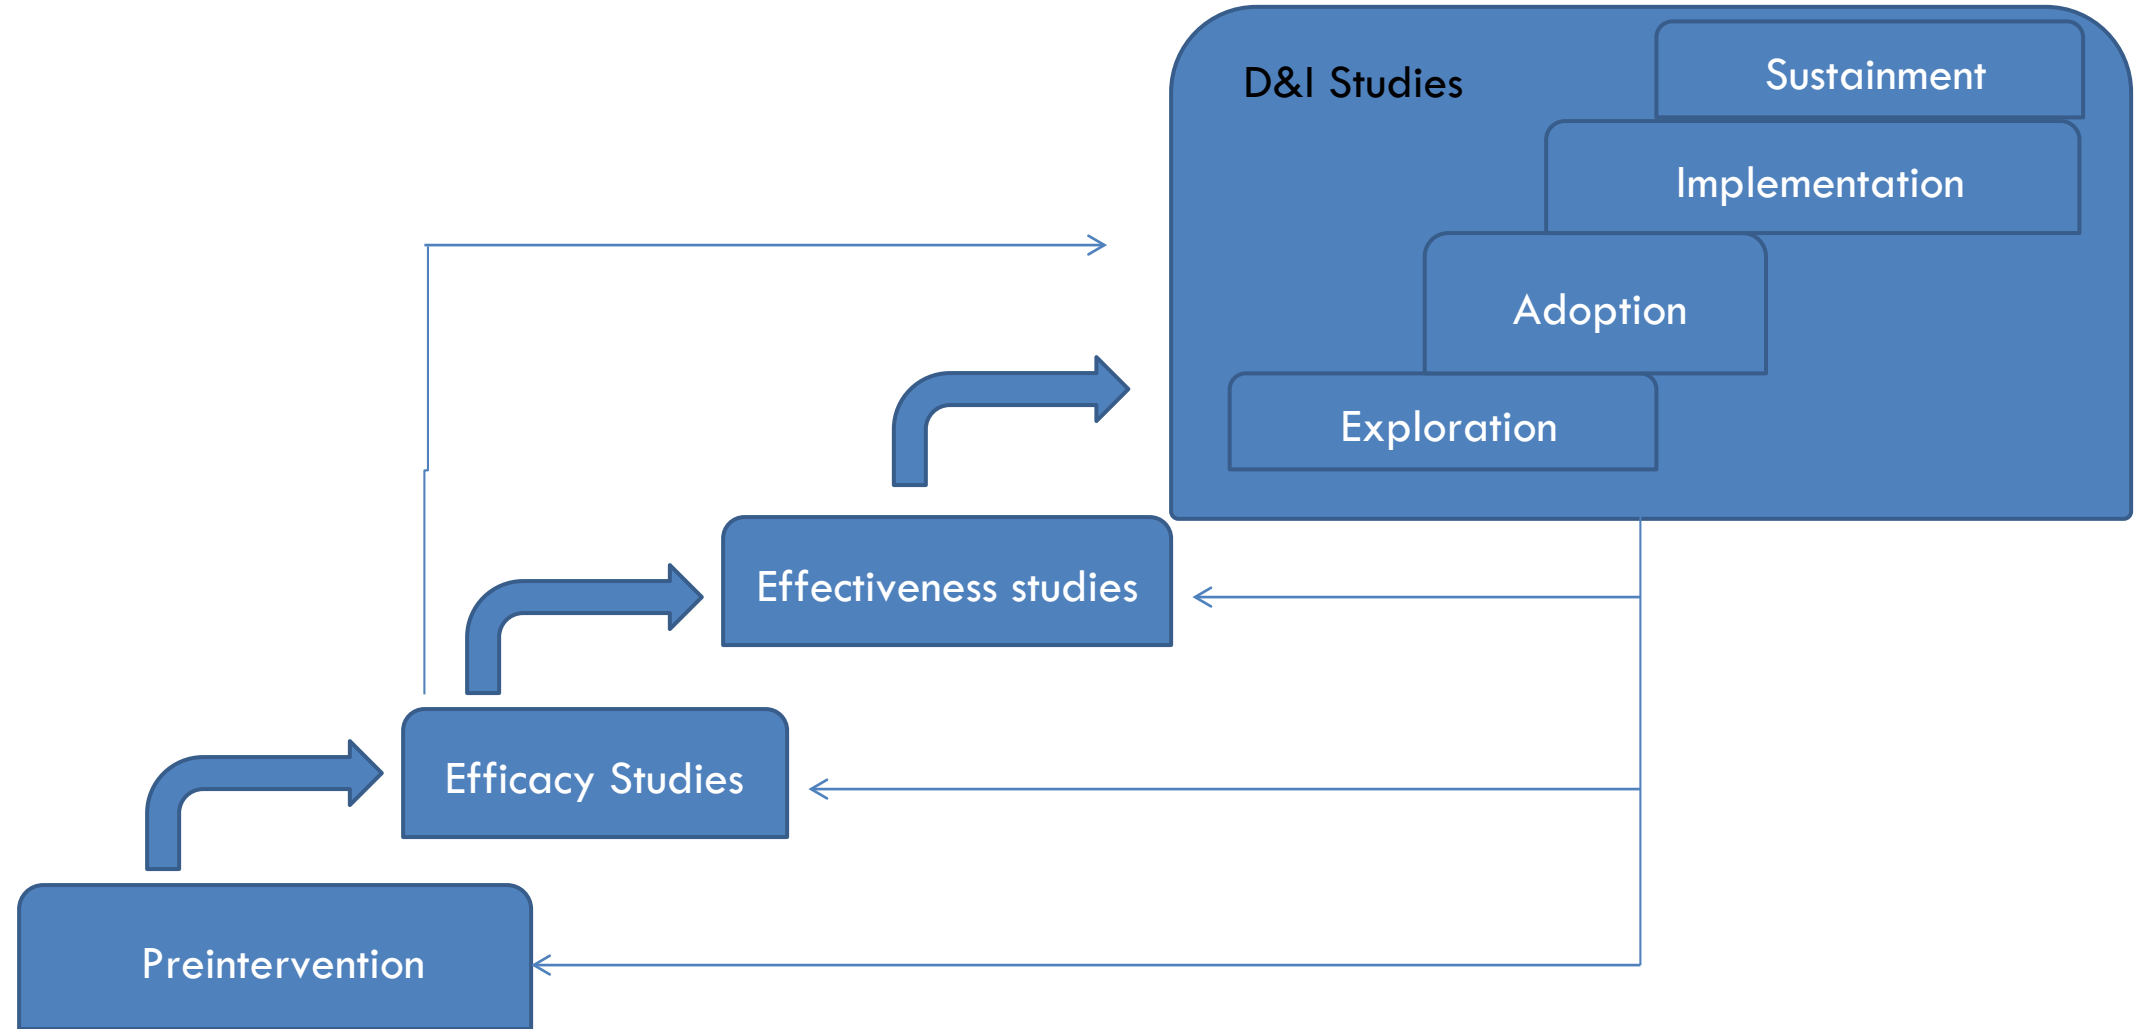 D&I Studies
Sustainment
Implementation
Adoption
Exploration
Effectiveness studies
Efficacy Studies
Preintervention